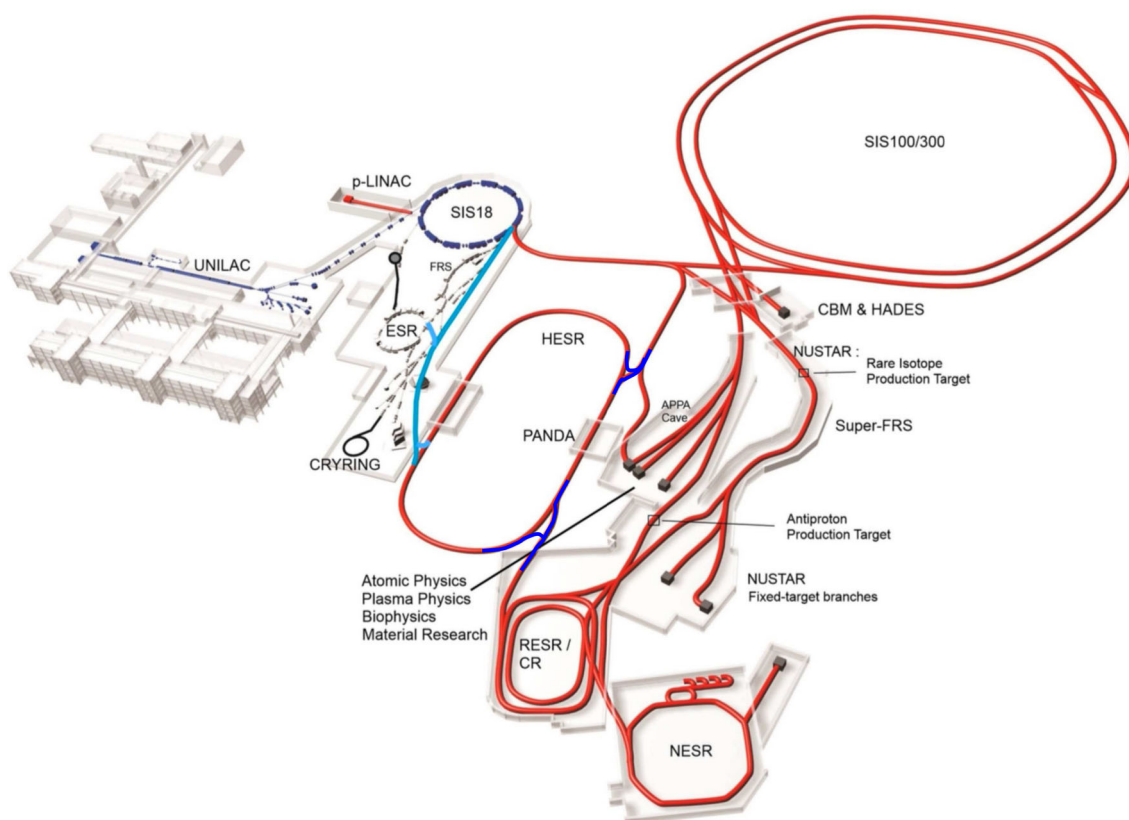 SIS100/300
p-LINAC
SIS18
UNILAC
FRS
ESR
HESR
CBM & HADES
NUSTAR :
Rare Isotope
Production Target
APPA
Cave
Super-FRS
PANDA
CRYRING
Antiproton
Production Target
Atomic Physics
Plasma Physics
Biophysics
Material Research
NUSTAR
Fixed-target branches
RESR /
CR
NESR